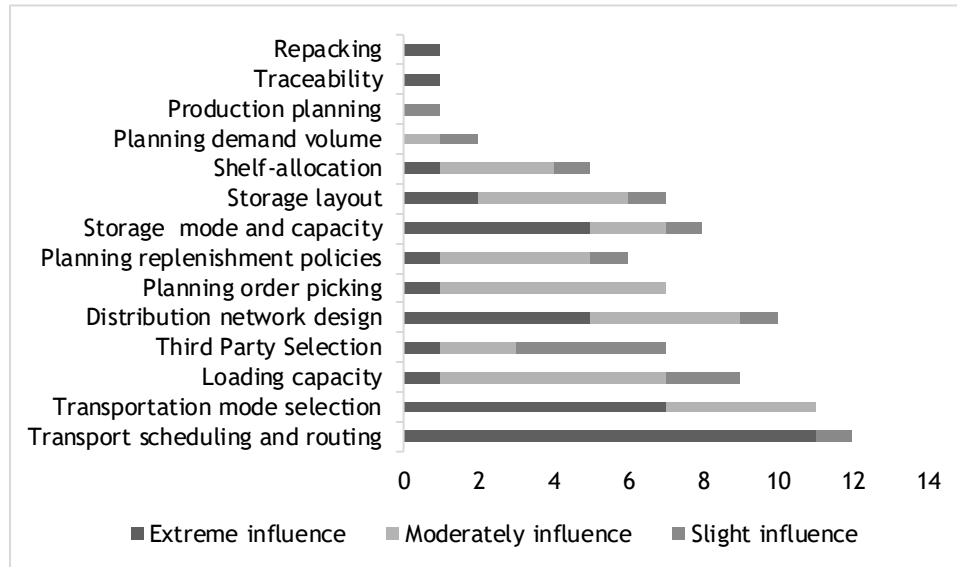 Repacking
Traceability
Production planning
Planning demand volume
Shelf-allocation
Storage layout
Storage  mode and capacity
Planning replenishment policies
Planning order picking
Distribution network design
Third Party Selection
Loading capacity
Transportation mode selection
Transport scheduling and routing
0 2 4 6 8 10 12 14
Extreme influence Moderately influence Slight influence